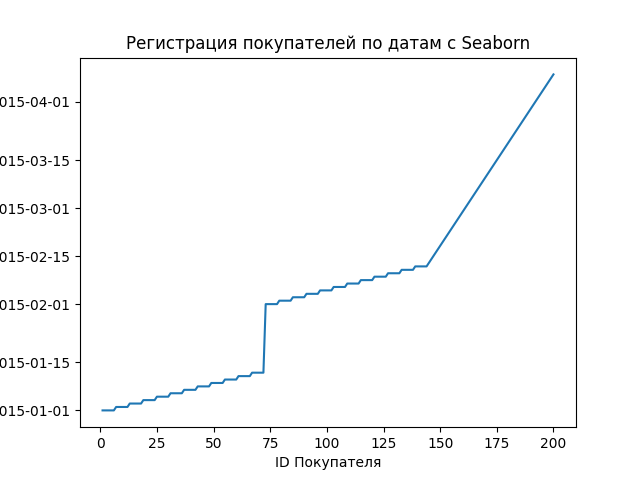 Регистрация покупателей по датам с Seaborn
015-04-01
015-03-15
015-03-01
015-02-15
015-02-01
015-01-15
015-01-01
0 25 50 75 100 125 150 175 200
ID Покупателя